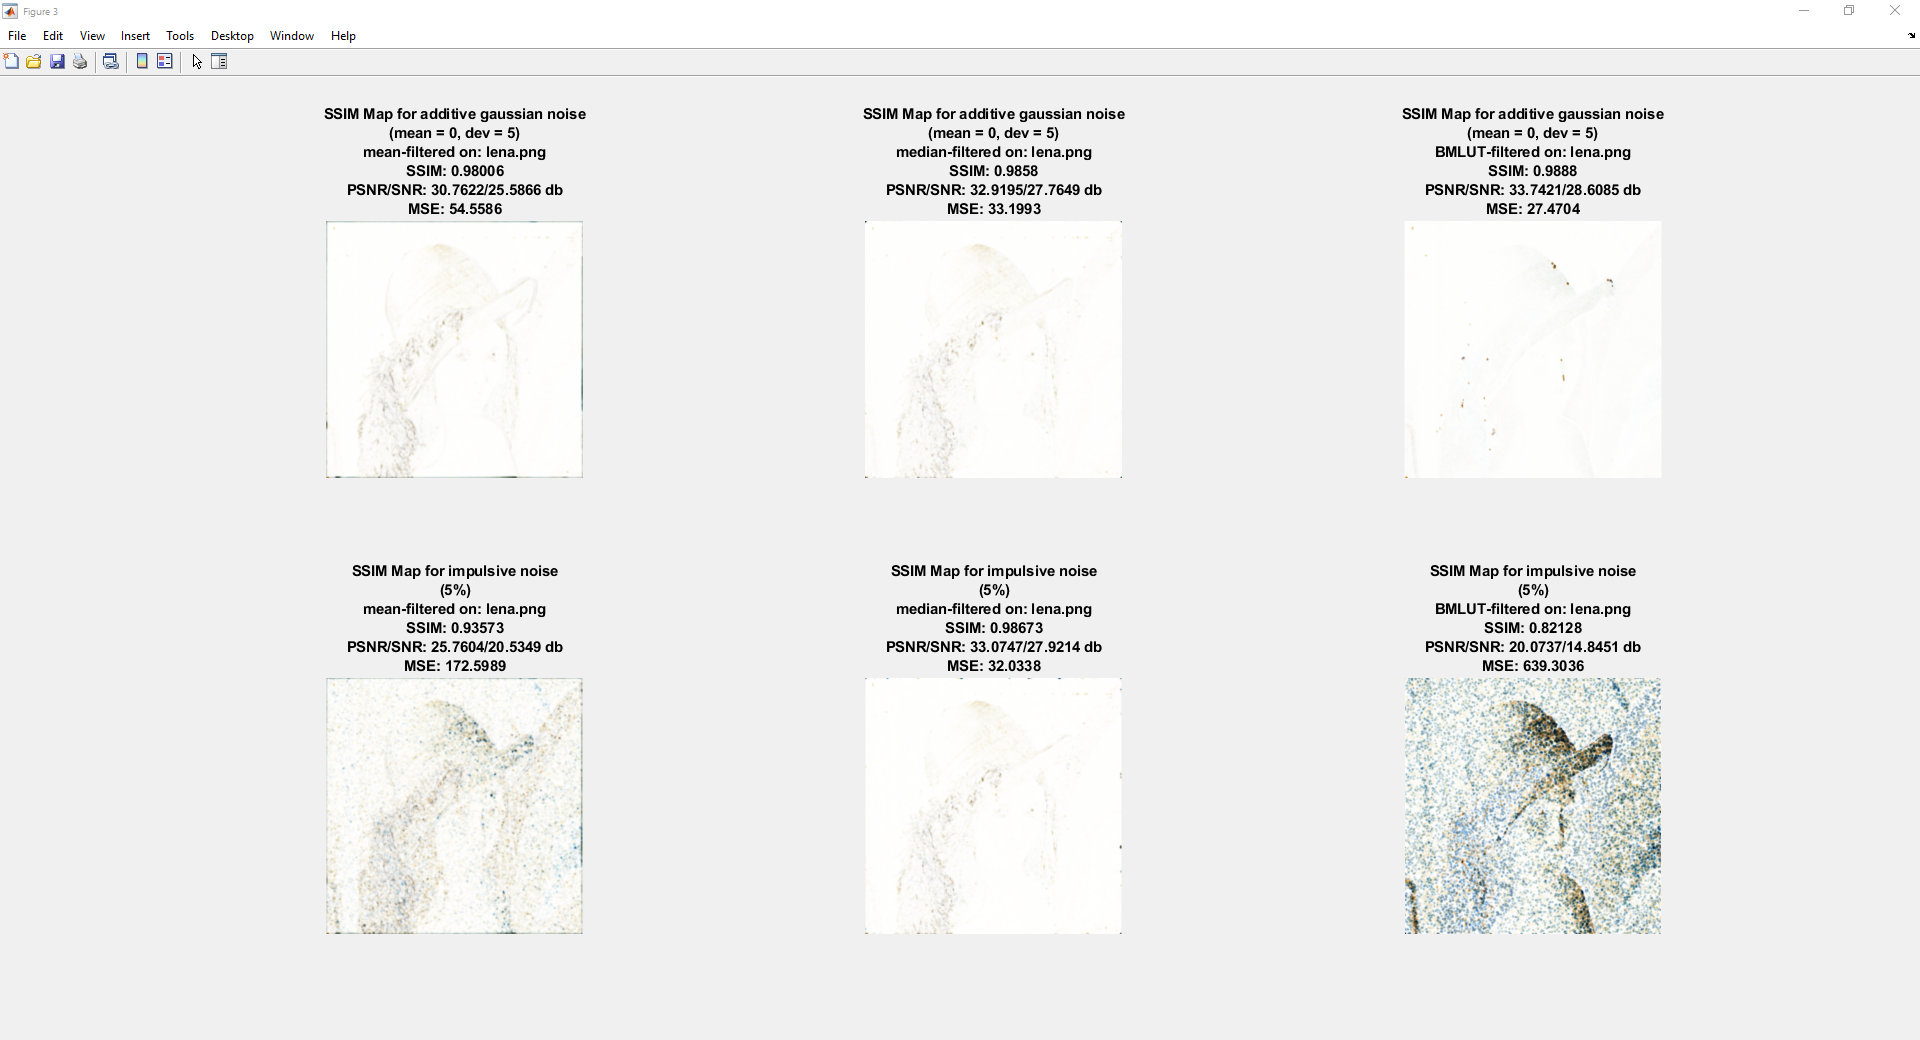 Figure 3
File Edit View Insert Tools Desktop Window Help
SSIM Map for additive gaussian noise
(mean = 0, dev = 5)
mean-filtered on: lena.png
SSIM: 0.98006
PSNR/SNR: 30.7622/25.5866 db
MSE: 54.5586
SSIM Map for additive gaussian noise
(mean = 0, dev = 5)
median-filtered on: lena.png
SSIM: 0.9858
PSNR/SNR: 32.9195/27.7649 db
MSE: 33.1993
SSIM Map for additive gaussian noise
(mean = 0, dev = 5)
BMLUT-filtered on: lena.png
SSIM: 0.9888
PSNR/SNR: 33.7421/28.6085 db
MSE: 27.4704
SSIM Map for impulsive noise
(5%)
mean-filtered on: lena.png
SSIM: 0.93573
PSNR/SNR: 25.7604/20.5349 db
MSE: 172.5989
SSIM Map for impulsive noise
(5%)
median-filtered on: lena.png
SSIM: 0.98673
PSNR/SNR: 33.0747/27.9214 db
MSE: 32.0338
SSIM Map for impulsive noise
(5%)
BMLUT-filtered on: lena.png
SSIM: 0.82128
PSNR/SNR: 20.0737/14.8451 db
MSE: 639.3036